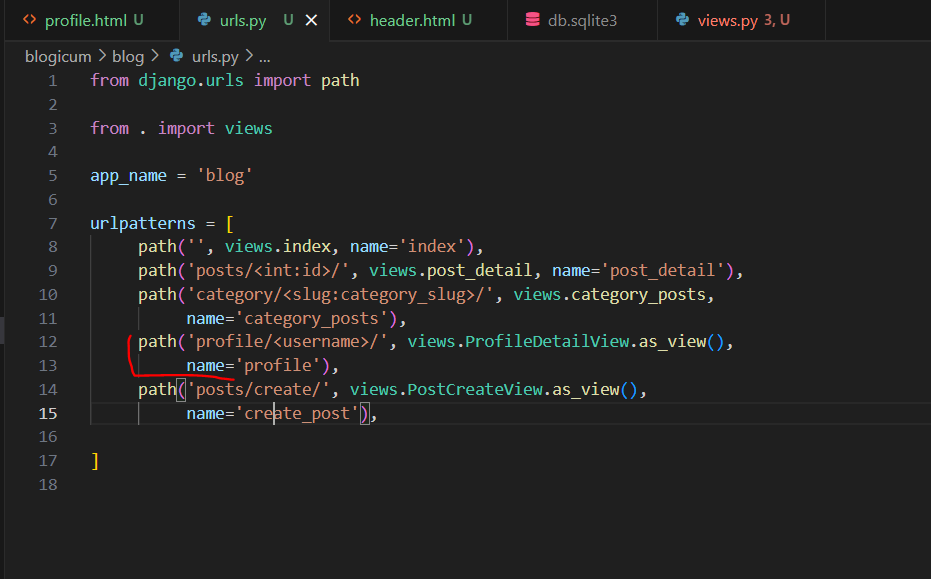 profile.html U urls.py U header.html U db.sqlite3 views.py 3, U
blogicum > blog > urls.py > ...
1 from django.urls import path
2
3 from . import views
4
5 app_name = 'blog'
6
7 urlpatterns = [
8 path('', views.index, name='index'),
9 path('posts/<int:id>/', views.post_detail, name='post_detail'),
10 path('category/<slug:category_slug>/', views.category_posts,
11 name='category_posts'),
12 path('profile/<username>/', views.ProfileDetailView.as_view(),
13 name='profile'),
14 path('posts/create/', views.PostCreateView.as_view(),
15 name='create_post'),
16
17 ]
18